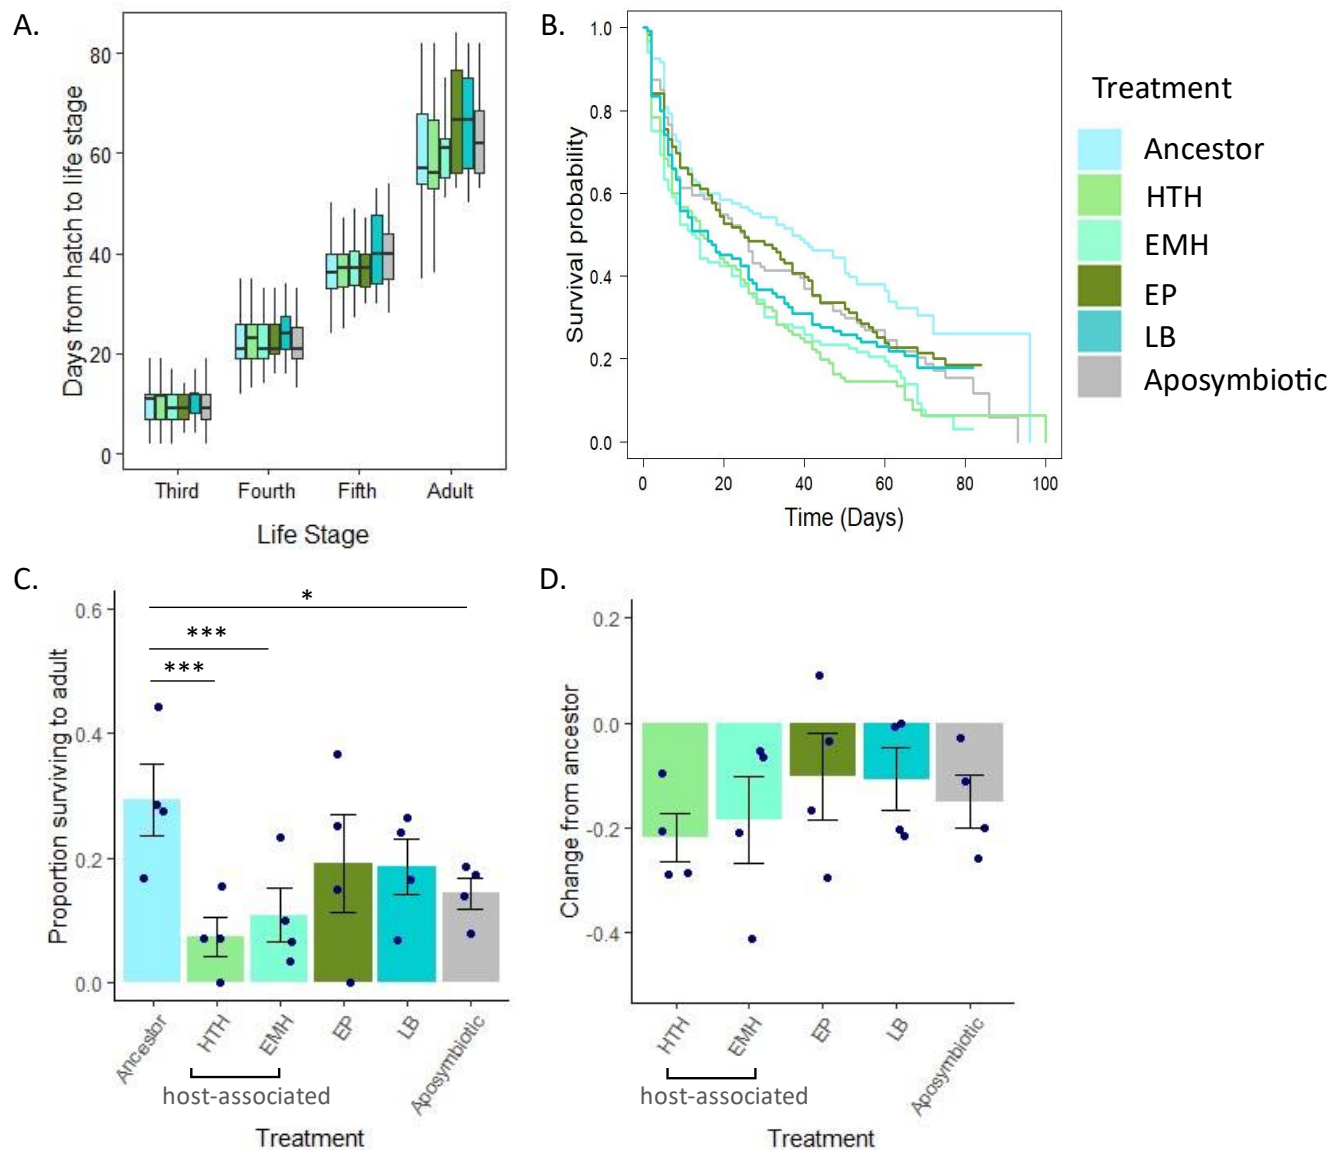 A.
Days from hatch to life stage
80
60
40
20
0
Third Fourth Fifth Adult
Life Stage
B.
Survival probability
1.0
0.8
0.6
0.4
0.2
0.0
0 20 40 60 80 100
Time (Days)
Treatment
Ancestor
HTH
EMH
EP
LB
Aposymbiotic
C.
Proportion surviving to adult
0.6
0.4
0.2
0.0
*
***
***
Ancestor HTH EMH EP LB Aposymbiotic
host-associated
Treatment
D.
Change from ancestor
0.2
0.0
-0.2
-0.4
HTH EMH EP LB Aposymbiotic
host-associated
Treatment